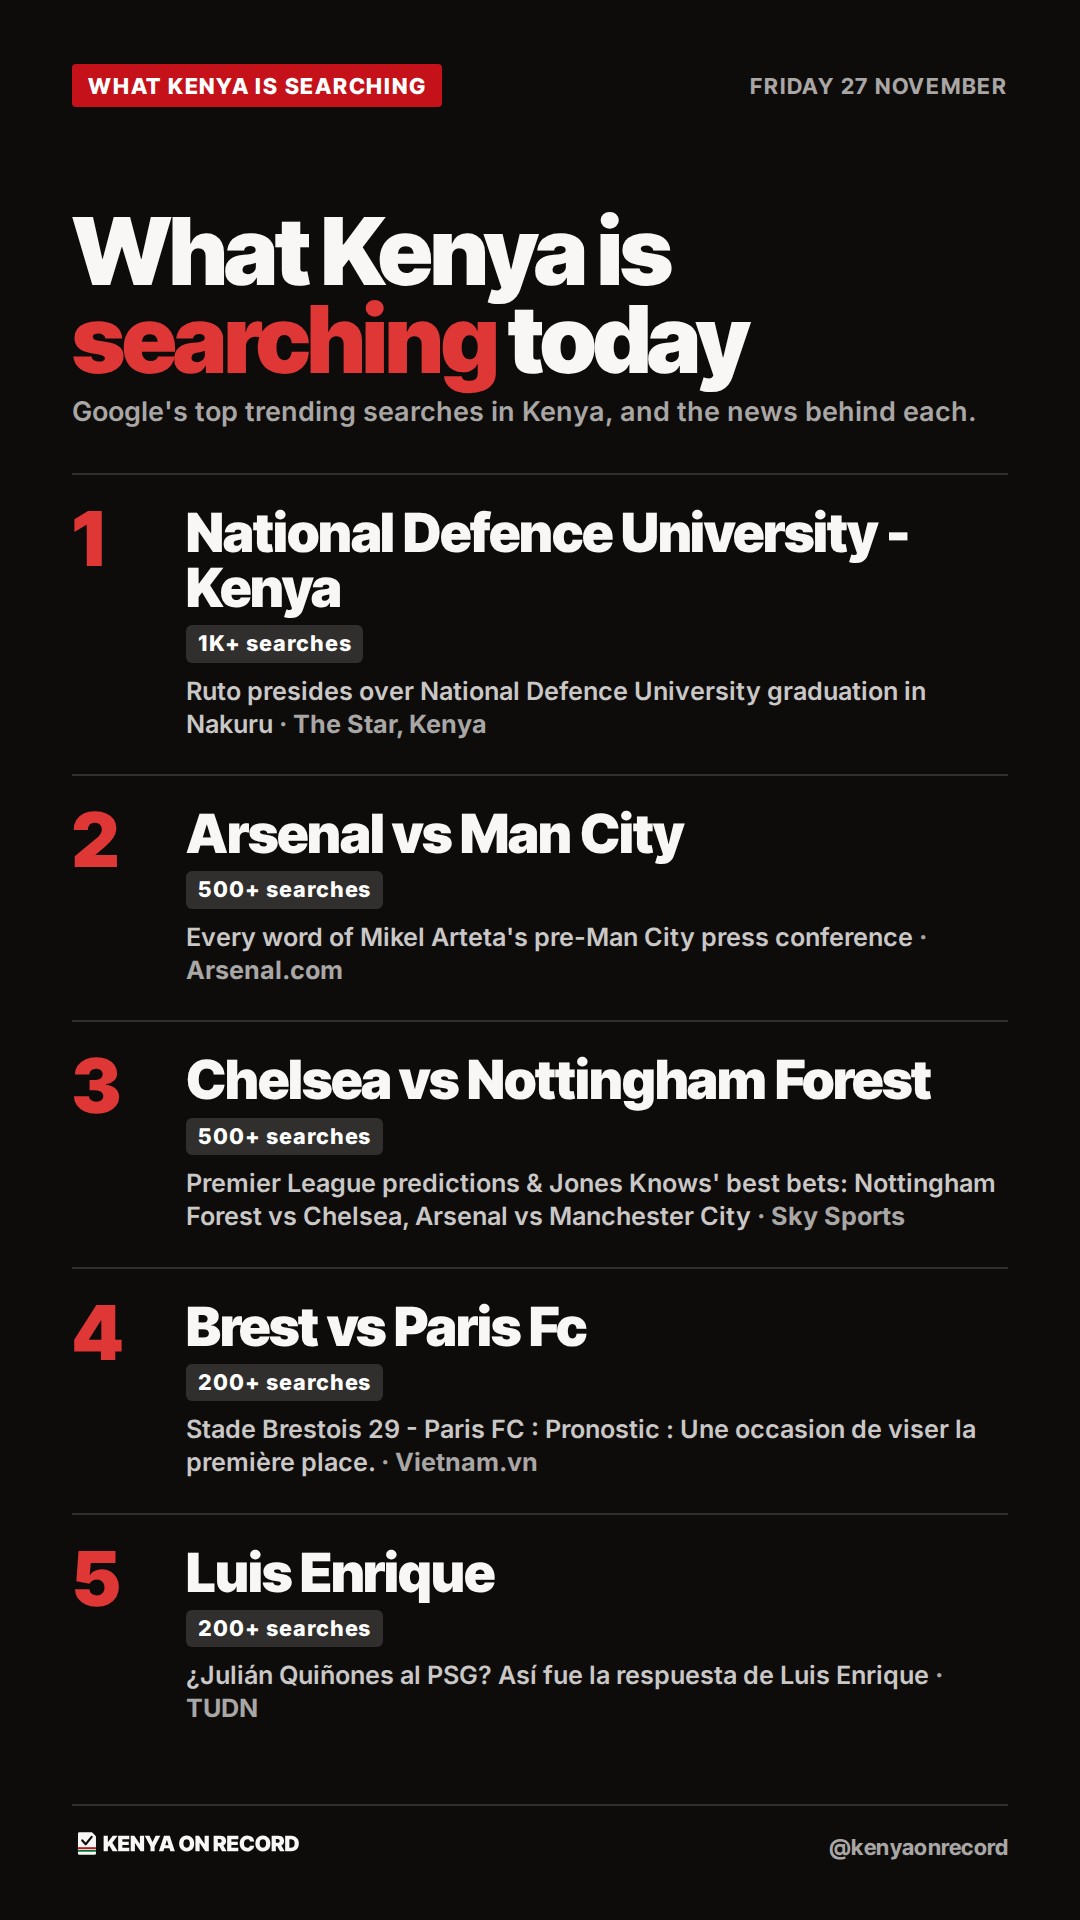 WHAT KENYA IS SEARCHING
FRIDAY 27 NOVEMBER
What Kenya is
searching today
Google's top trending searches in Kenya, and the news behind each.
1
National Defence University -
Kenya
1K+ searches
Ruto presides over National Defence University graduation in
Nakuru · The Star, Kenya
2
Arsenal vs Man City
500+ searches
Every word of Mikel Arteta's pre-Man City press conference ·
Arsenal.com
3
Chelsea vs Nottingham Forest
500+ searches
Premier League predictions & Jones Knows' best bets: Nottingham
Forest vs Chelsea, Arsenal vs Manchester City · Sky Sports
4
Brest vs Paris Fc
200+ searches
Stade Brestois 29 - Paris FC : Pronostic : Une occasion de viser la
première place. · Vietnam.vn
5
Luis Enrique
200+ searches
¿Julián Quiñones al PSG? Así fue la respuesta de Luis Enrique ·
TUDN
KENYA ON RECORD
@kenyaonrecord